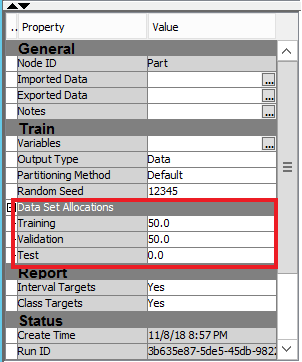 .. Property Value
General
Node ID Part
Imported Data ...
Exported Data ...
Notes ...
Train
Variables ...
Output Type Data
Partitioning Method Default
Random Seed 12345
Data Set Allocations
Training 50.0
Validation 50.0
Test 0.0
Report
Interval Targets Yes
Class Targets Yes
Status
Create Time 11/8/18 8:57 PM
Run ID 3b635e87-5de5-45db-9822